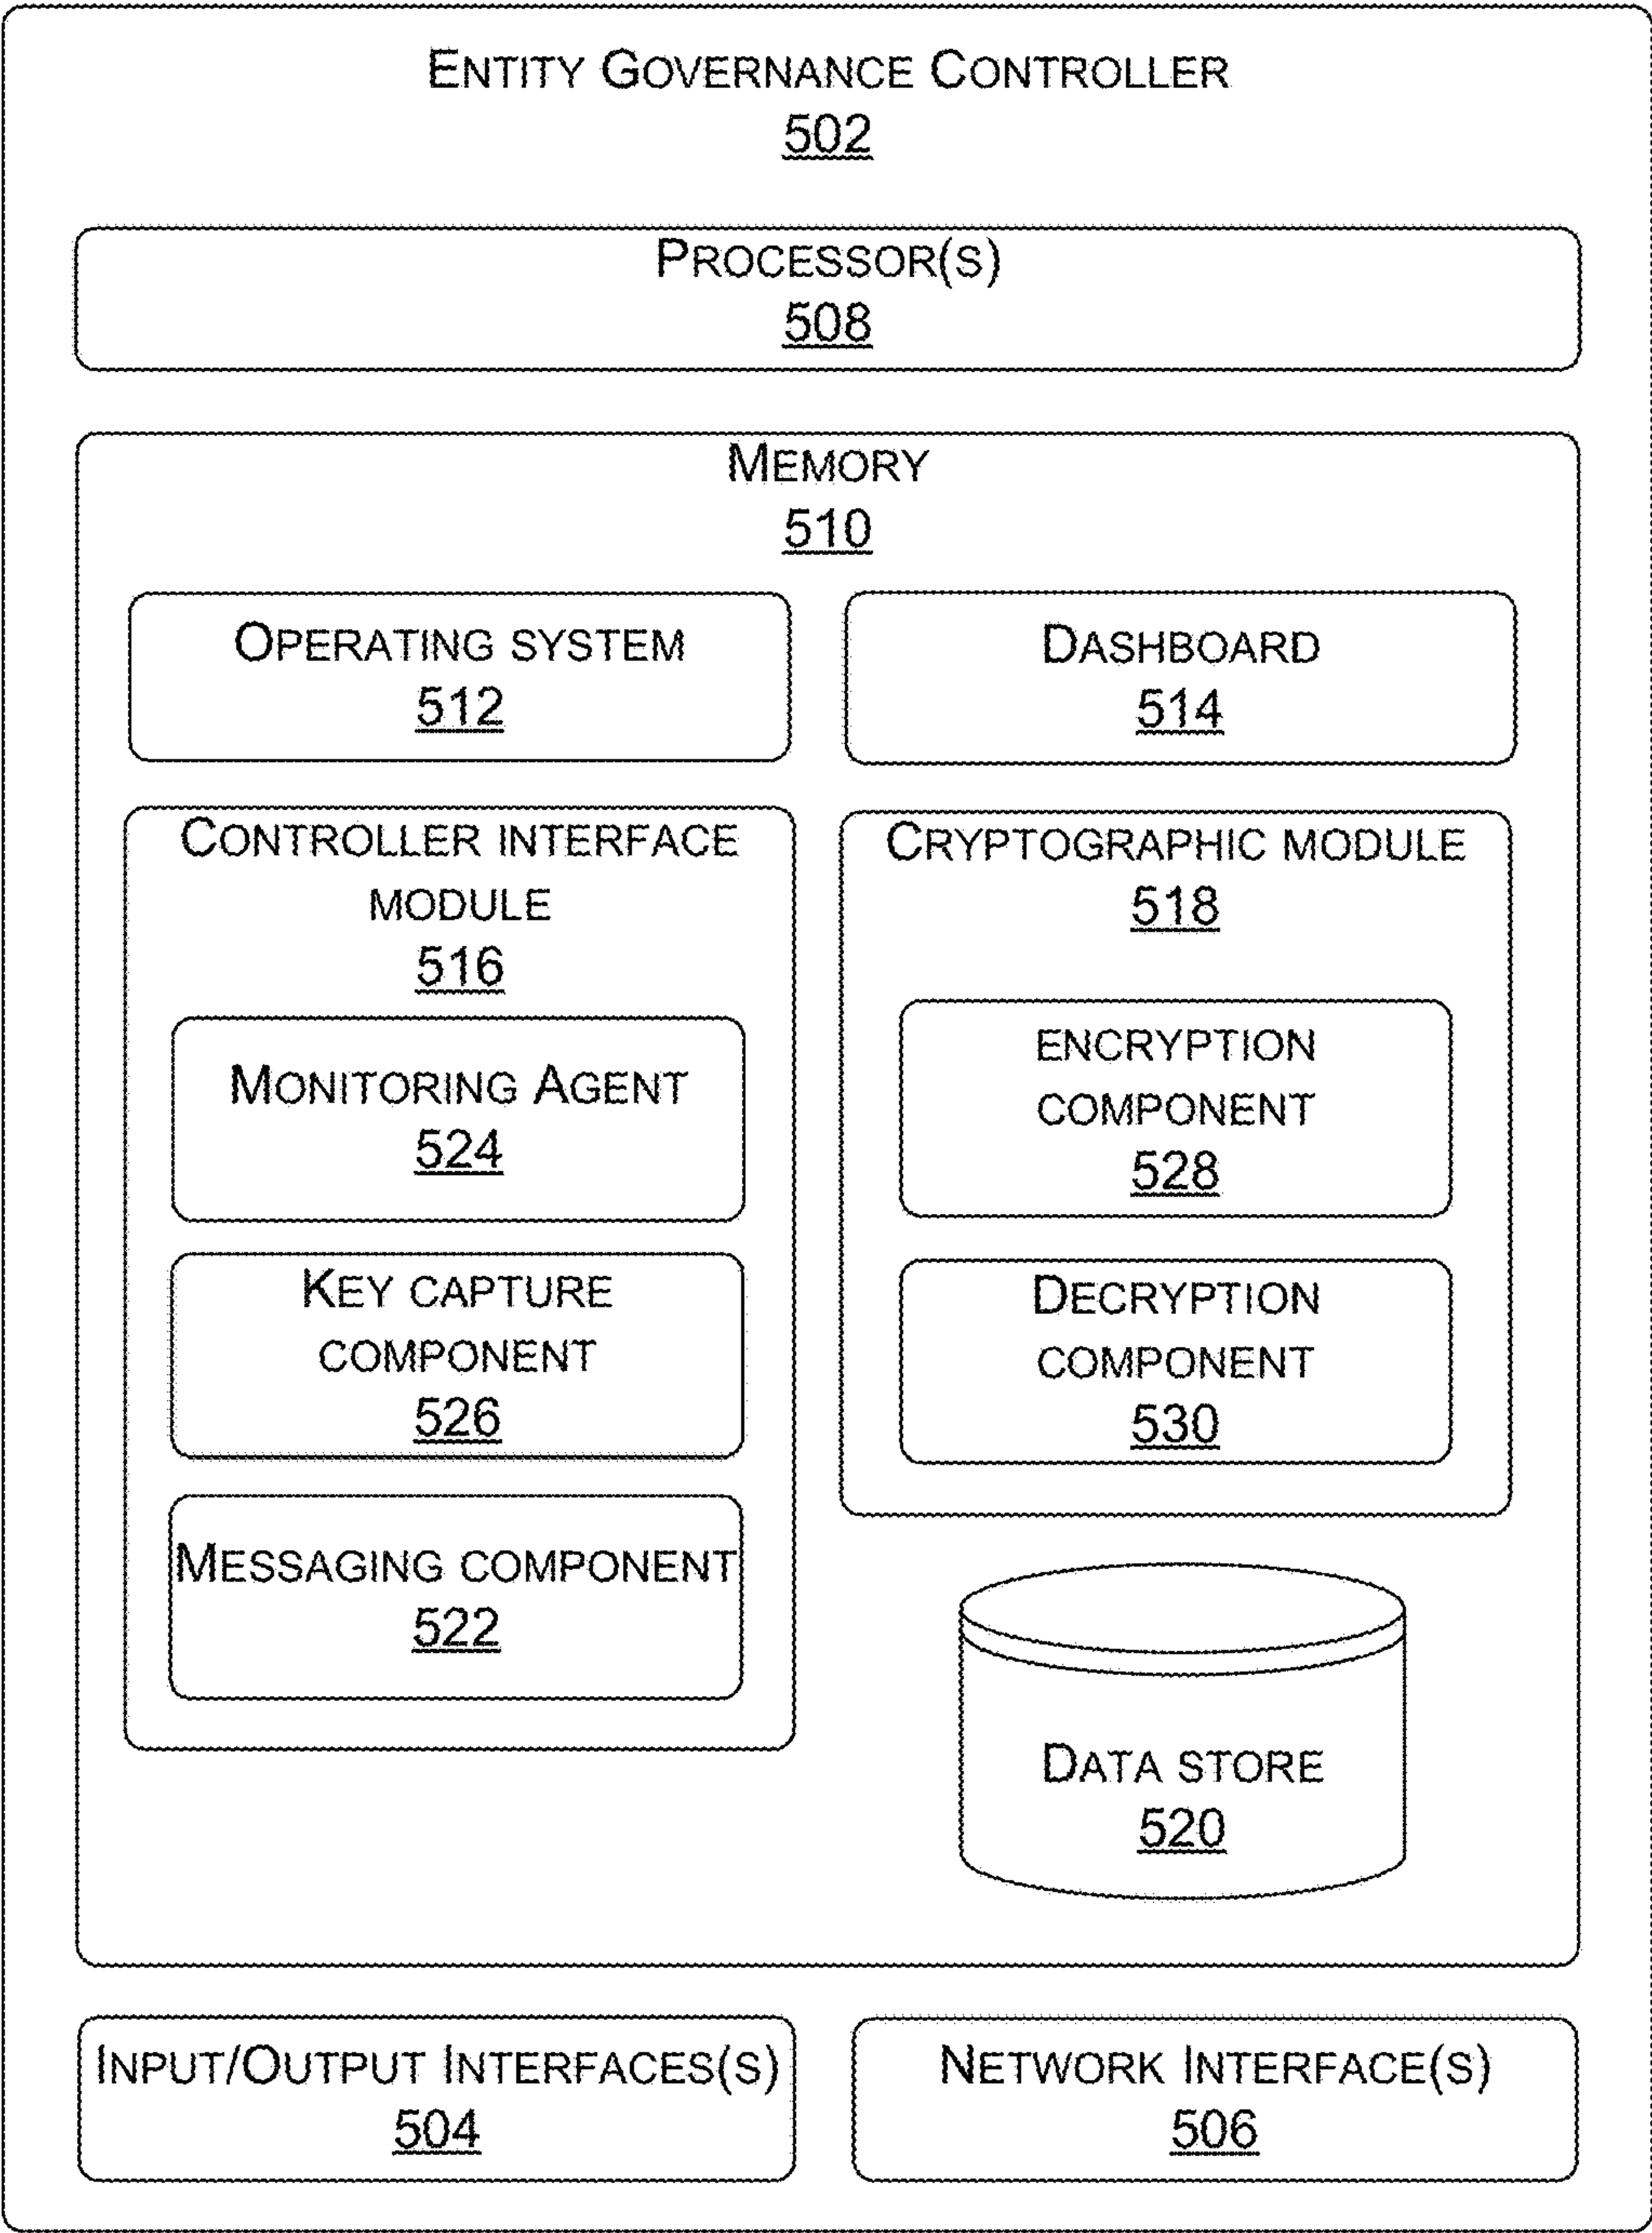 ENTITY GOVERNANCE CONTROLLER
502
PROCESSOR(S)
508
MEMORY
510
OPERATING SYSTEM
512
DASHBOARD
514
CONTROLLER INTERFACE
MODULE
516
MONITORING AGENT
524
KEY CAPTURE
COMPONENT
526
MESSAGING COMPONENT
522
CRYPTOGRAPHIC MODULE
518
ENCRYPTION
COMPONENT
528
DECRYPTION
COMPONENT
530
DATA STORE
520
INPUT/OUTPUT INTERFACES(S)
504
NETWORK INTERFACE(S)
506